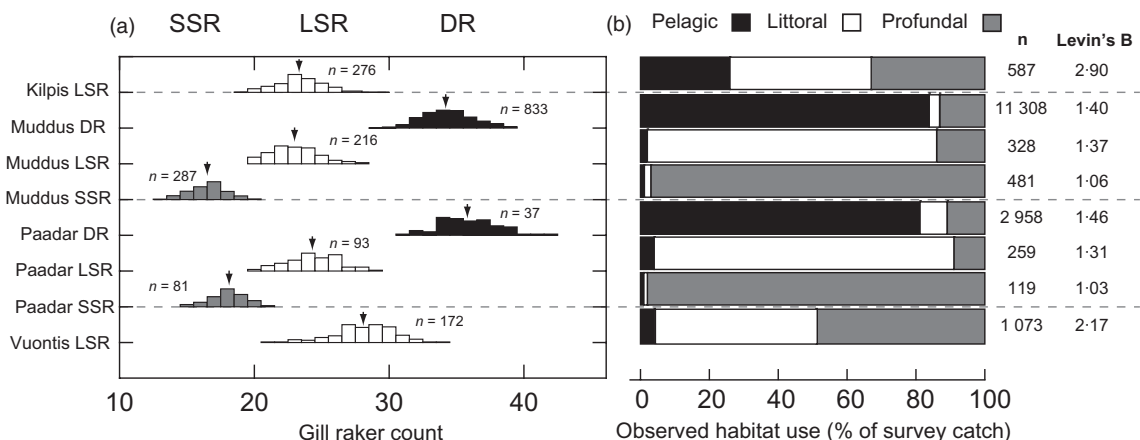 (a) SSR LSR DR
Kilpis LSR
Muddus DR
Muddus LSR
Muddus SSR
Paadar DR
Paadar LSR
Paadar SSR
Vuontis LSR
n = 276
n = 833
n = 216
n = 287
n = 37
n = 93
n = 81
n = 172
10 20 30 40
Gill raker count
(b) Pelagic Littoral Profundal
n Levin's B
587 2·90
11 308 1·40
328 1·37
481 1·06
2 958 1·46
259 1·31
119 1·03
1 073 2·17
0 20 40 60 80 100
Observed habitat use (% of survey catch)